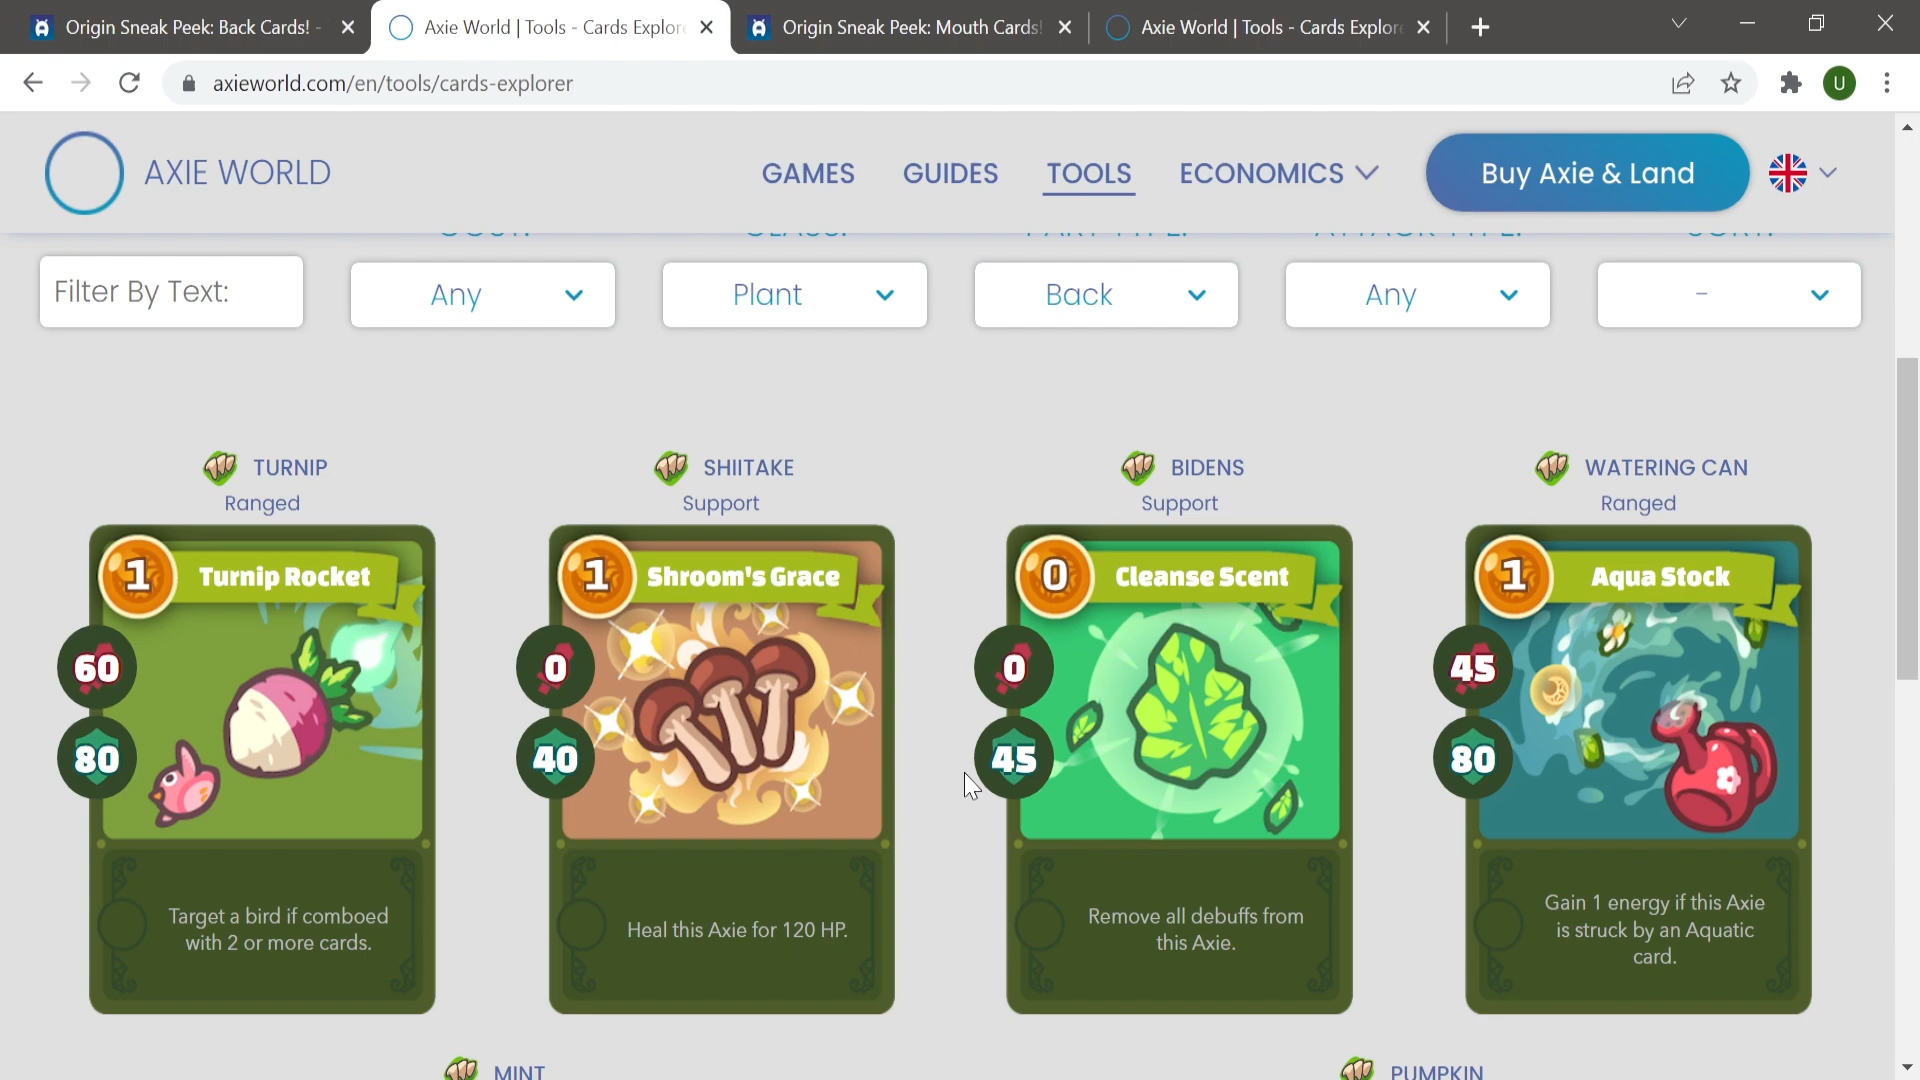 Origin Sneak Peek: Back Cards! -
Axie World | Tools - Cards Explore
Origin Sneak Peek: Mouth Cards!
Axie World | Tools - Cards Explore
axieworld.com/en/tools/cards-explorer
U
AXIE WORLD
GAMES
GUIDES
TOOLS
ECONOMICS
Buy Axie & Land
Filter By Text:
Any
Plant
Back
Any
-
TURNIP
Ranged
1
Turnip Rocket
60
80
Target a bird if comboed
with 2 or more cards.
SHIITAKE
Support
1
Shroom's Grace
0
40
Heal this Axie for 120 HP.
BIDENS
Support
0
Cleanse Scent
0
45
Remove all debuffs from
this Axie.
WATERING CAN
Ranged
1
Aqua Stock
45
80
Gain 1 energy if this Axie
is struck by an Aquatic
card.
MINT
PUMPKIN